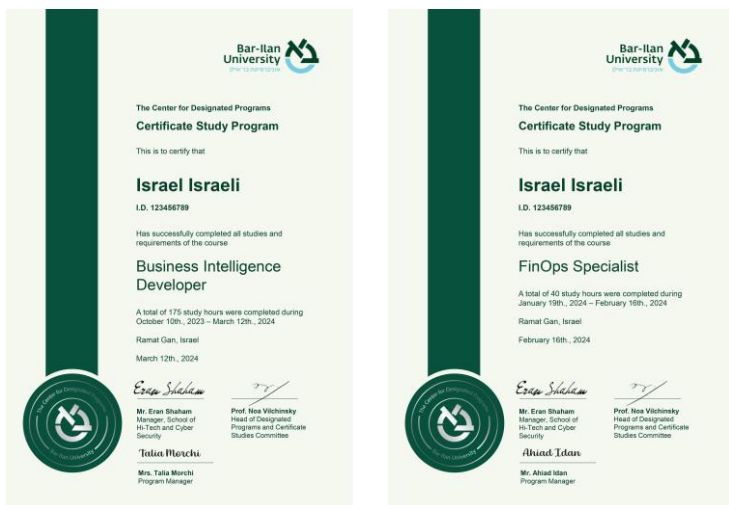 Bar-Ilan
University
אוניברסיטת בר-אילן
The Center for Designated Programs
Certificate Study Program
This is to certify that
Israel Israeli
I.D. 123456789
Has successfully completed all studies and
requirements of the course
Business Intelligence
Developer
A total of 175 study hours were completed during
October 10th., 2023 – March 12th., 2024
Ramat Gan, Israel
March 12th., 2024
Eran Shaham
Mr. Eran Shaham
Manager, School of
Hi-Tech and Cyber
Security
Prof. Noa Vilchinsky
Head of Designated
Programs and Certificate
Studies Committee
Talia Morchi
Mrs. Talia Morchi
Program Manager
The Center for Designated Programs
Bar-Ilan University
Bar-Ilan
University
אוניברסיטת בר-אילן
The Center for Designated Programs
Certificate Study Program
This is to certify that
Israel Israeli
I.D. 123456789
Has successfully completed all studies and
requirements of the course
FinOps Specialist
A total of 40 study hours were completed during
January 19th., 2024 – February 16th., 2024
Ramat Gan, Israel
February 16th., 2024
Eran Shaham
Mr. Eran Shaham
Manager, School of
Hi-Tech and Cyber
Security
Prof. Noa Vilchinsky
Head of Designated
Programs and Certificate
Studies Committee
Ahiad Idan
Mr. Ahiad Idan
Program Manager
The Center for Designated Programs
Bar-Ilan University